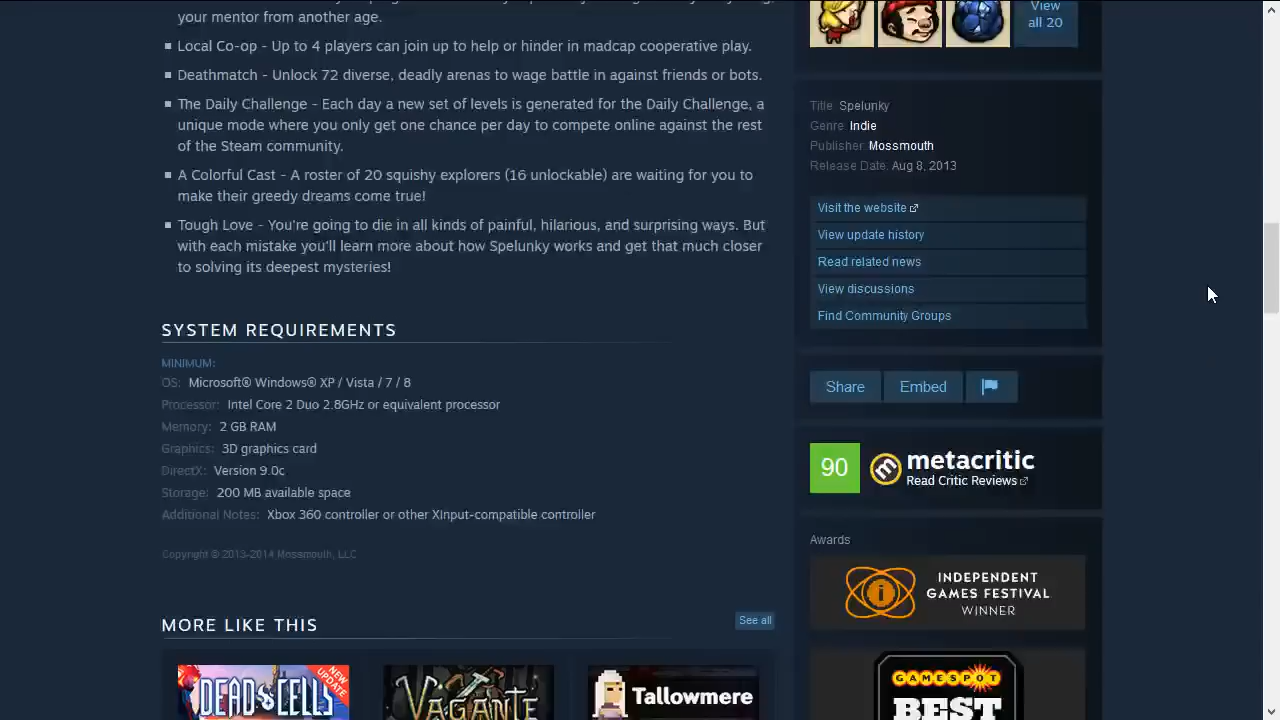 your mentor from another age.
Local Co-op - Up to 4 players can join up to help or hinder in madcap cooperative play.
Deathmatch - Unlock 72 diverse, deadly arenas to wage battle in against friends or bots.
The Daily Challenge - Each day a new set of levels is generated for the Daily Challenge, a
unique mode where you only get one chance per day to compete online against the rest
of the Steam community.
A Colorful Cast - A roster of 20 squishy explorers (16 unlockable) are waiting for you to
make their greedy dreams come true!
Tough Love - You're going to die in all kinds of painful, hilarious, and surprising ways. But
with each mistake you'll learn more about how Spelunky works and get that much closer
to solving its deepest mysteries!
SYSTEM REQUIREMENTS
MINIMUM:
OS: Microsoft® Windows® XP / Vista / 7 / 8
Processor: Intel Core 2 Duo 2.8GHz or equivalent processor
Memory: 2 GB RAM
Graphics: 3D graphics card
DirectX: Version 9.0c
Storage: 200 MB available space
Additional Notes: Xbox 360 controller or other XInput-compatible controller
Copyright © 2013-2014 Mossmouth, LLC
MORE LIKE THIS
See all
DEAD CELLS
NEW UPDATE
VAGANTE
Tallowmere
View
all 20
Title: Spelunky
Genre: Indie
Publisher: Mossmouth
Release Date: Aug 8, 2013
Visit the website
View update history
Read related news
View discussions
Find Community Groups
Share
Embed
90
metacritic
Read Critic Reviews
Awards
INDEPENDENT
GAMES FESTIVAL
WINNER
GAMESPOT
BEST